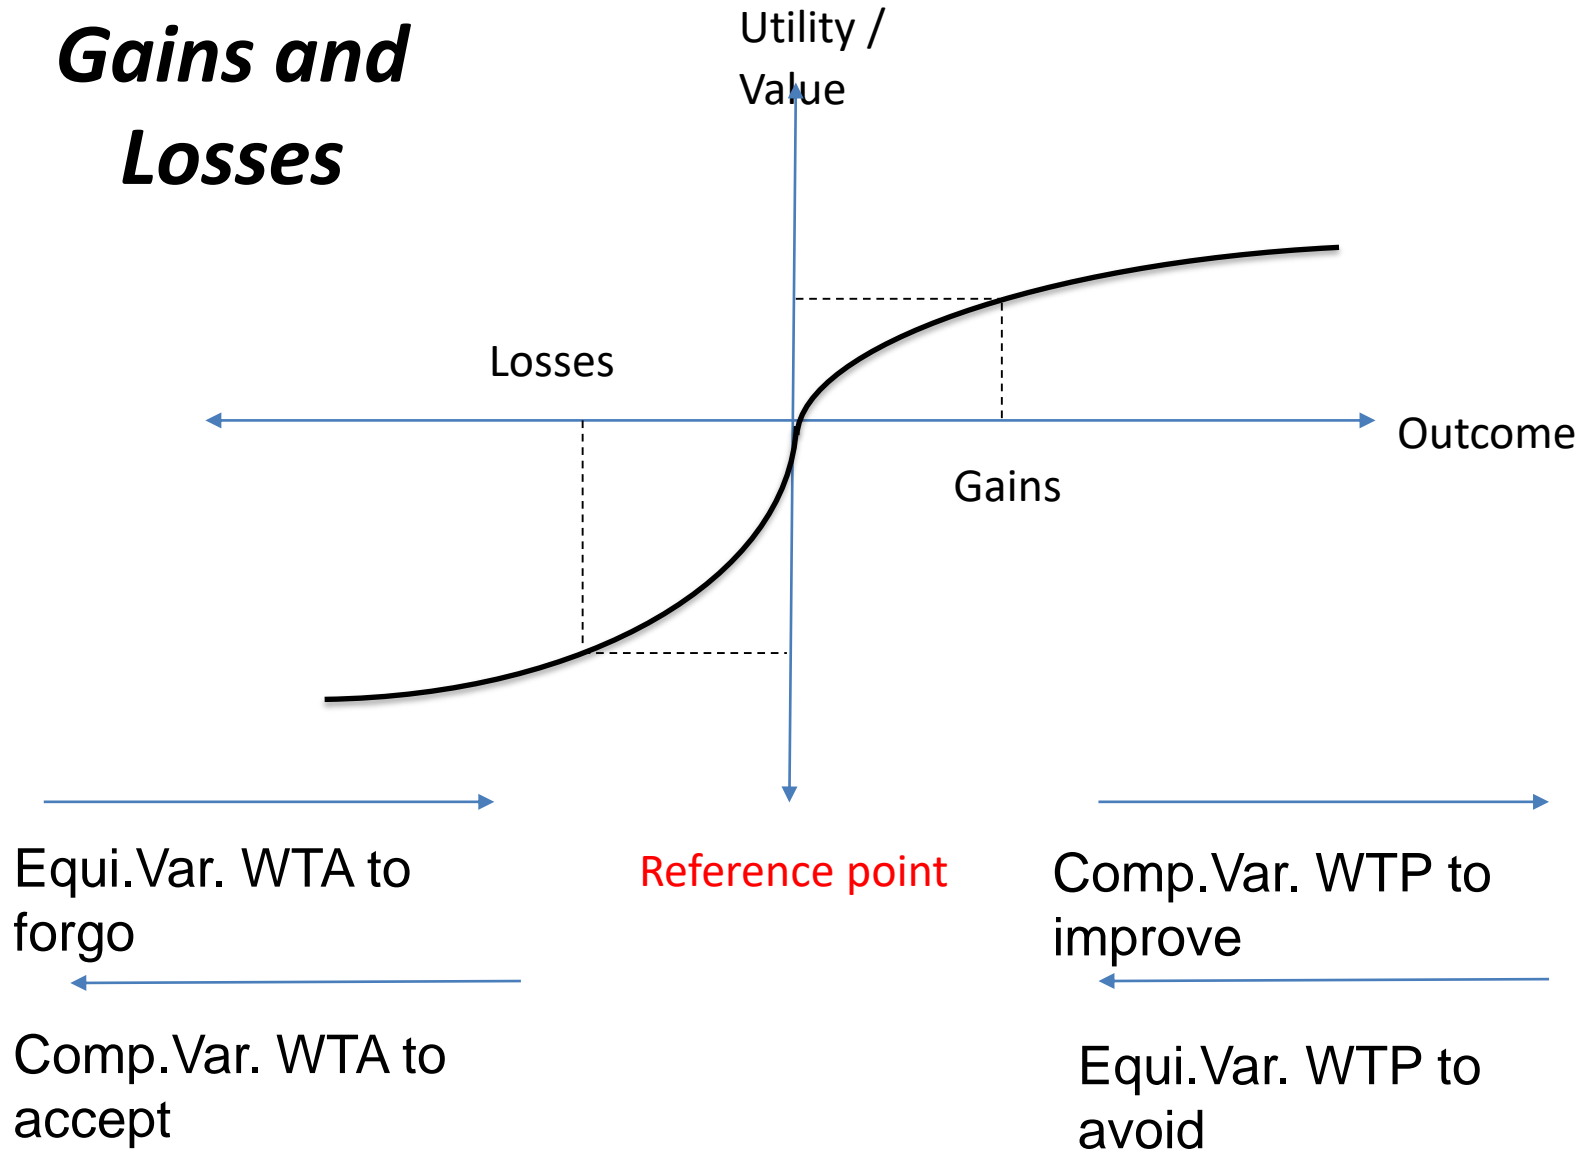 Gains and
Losses
Utility /
Value
Losses
Outcome
Gains
Equi.Var. WTA to
forgo
Reference point
Comp.Var. WTP to
improve
Comp.Var. WTA to
accept
Equi.Var. WTP to
avoid